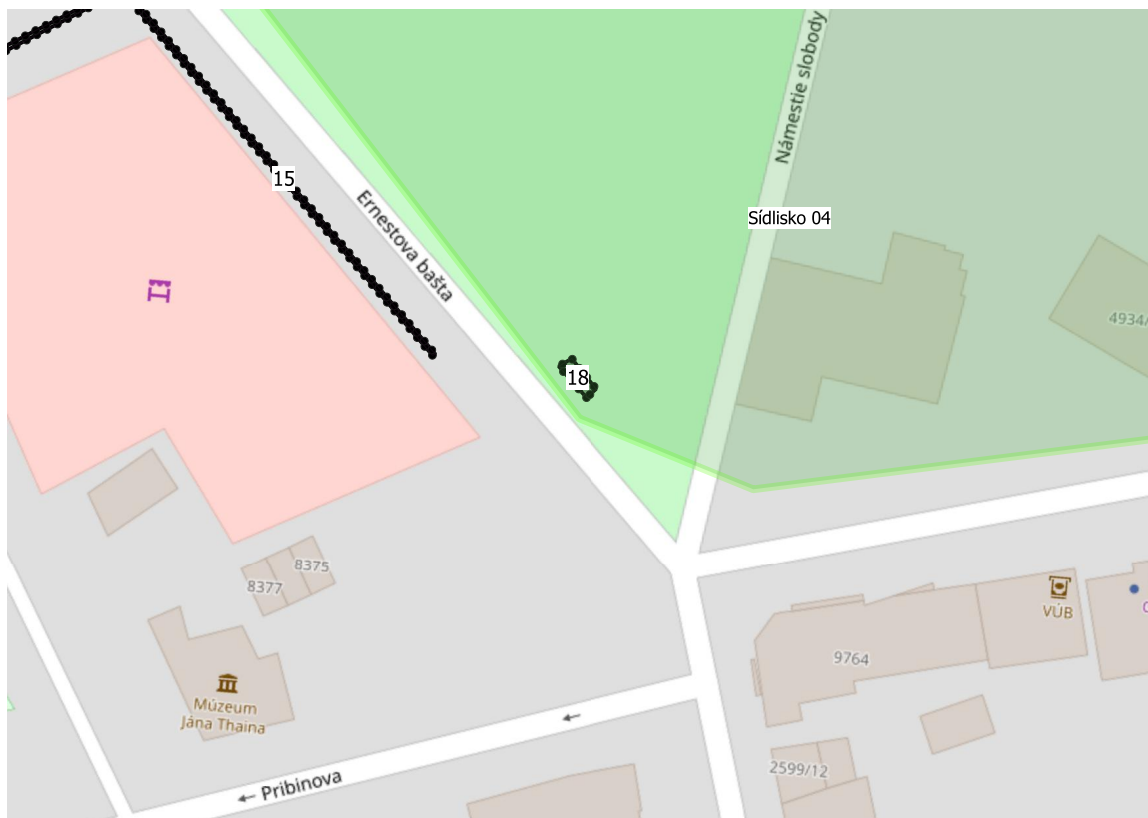 Námestie slobody
15
Sídlisko 04
Ernestova bašta
4934/
18
8375
8377
VÚB
9764
Múzeum
Jána Thaina
2599/12
Pribinova